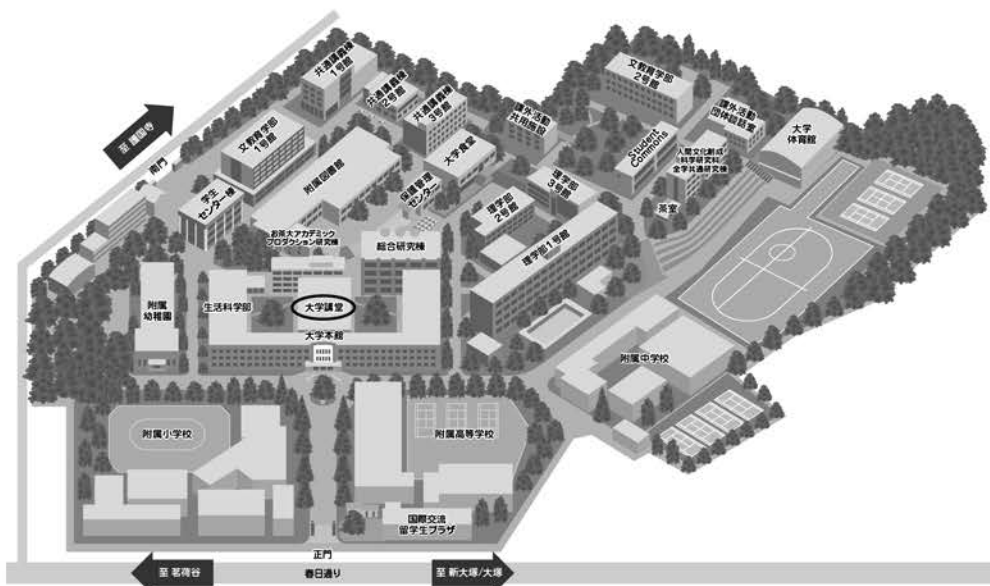 共通講義棟
1号館
共通講義棟
2号館
共通講義棟
3号館
課外活動
共用施設
文教育学部
2号館
課外活動
団体談話室
大学
体育館
至 護国寺
南門
文教育学部
1号館
附属図書館
大学食堂
Student
Commons
人間文化創成
科学研究科
全学共通研究棟
学生
センター棟
保健管理
センター
理学部
3号館
理学部
2号館
茶室
お茶大アカデミック
プロダクション研究棟
総合研究棟
理学部1号館
附属
幼稚園
生活科学部
大学講堂
大学本館
附属中学校
附属小学校
附属高等学校
国際交流
留学生プラザ
正門
至 茗荷谷
春日通り
至 新大塚/大塚